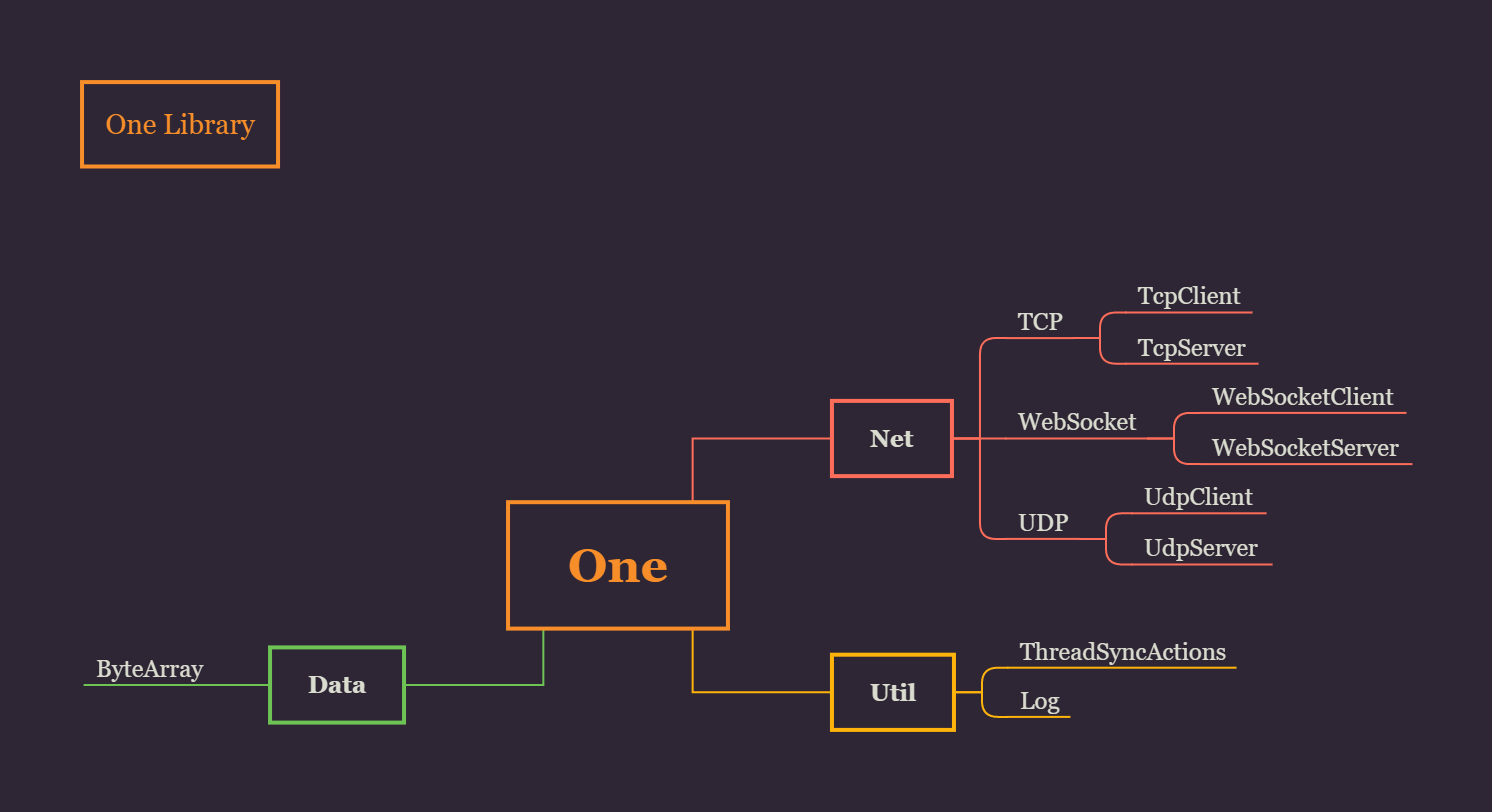 One Library
TcpClient
TCP
TcpServer
WebSocketClient
WebSocket
Net
WebSocketServer
UdpClient
UDP
UdpServer
One
ThreadSyncActions
ByteArray
Data
Util
Log